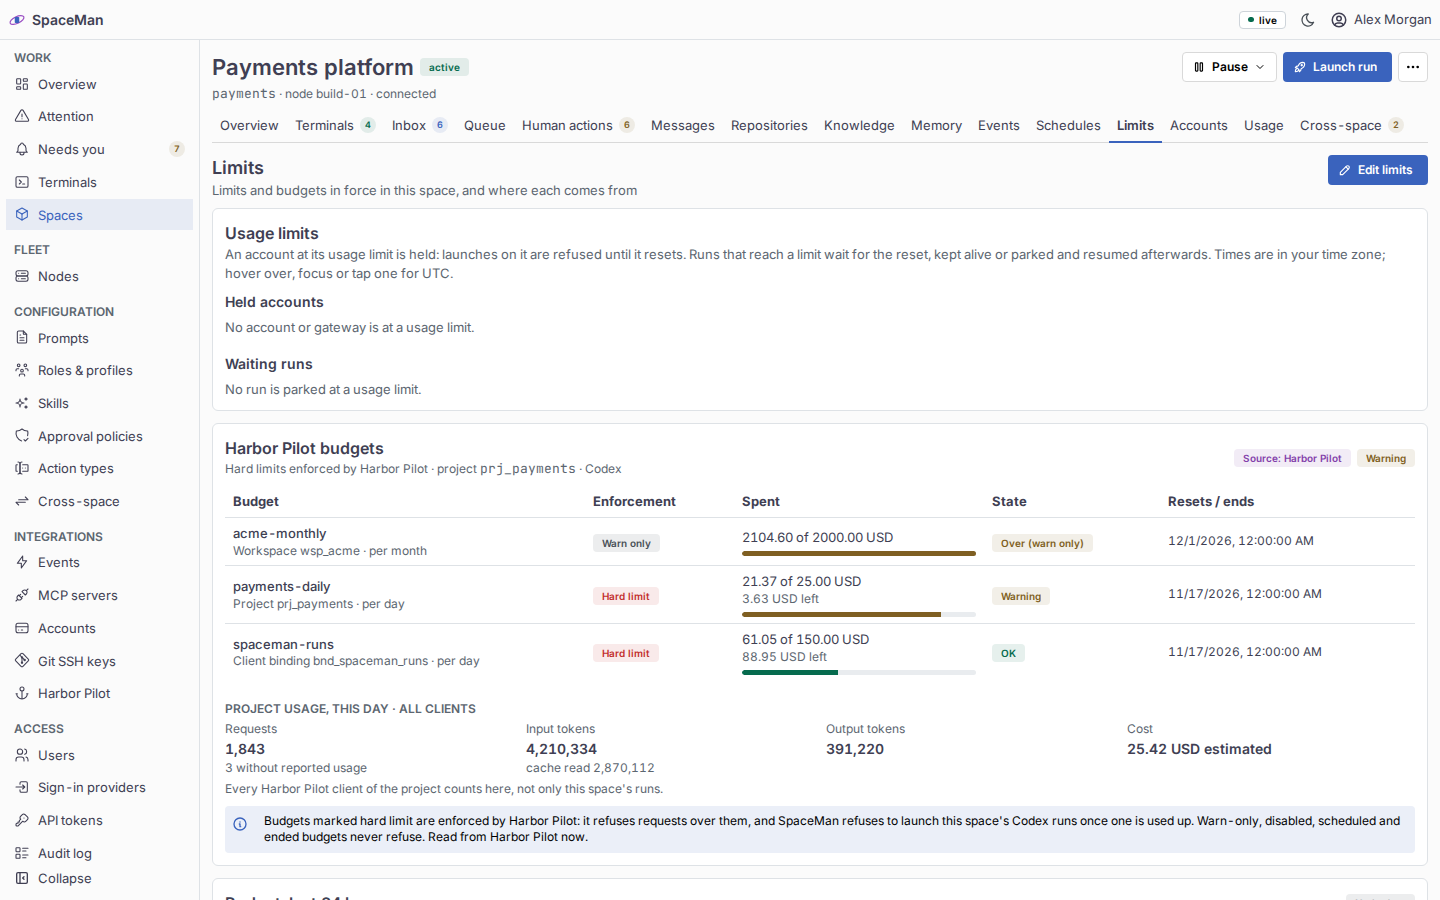 SpaceMan
live
Alex Morgan
WORK
Overview
Attention
Needs you 7
Terminals
Spaces
FLEET
Nodes
CONFIGURATION
Prompts
Roles & profiles
Skills
Approval policies
Action types
Cross-space
INTEGRATIONS
Events
MCP servers
Accounts
Git SSH keys
Harbor Pilot
ACCESS
Users
Sign-in providers
API tokens
Audit log
Collapse
Payments platform active
payments · node build-01 · connected
Pause
Launch run
Overview Terminals 4 Inbox 6 Queue Human actions 6 Messages Repositories Knowledge Memory Events Schedules Limits Accounts Usage Cross-space 2
Limits
Limits and budgets in force in this space, and where each comes from
Edit limits
Usage limits
An account at its usage limit is held: launches on it are refused until it resets. Runs that reach a limit wait for the reset, kept alive or parked and resumed afterwards. Times are in your time zone;
hover over, focus or tap one for UTC.
Held accounts
No account or gateway is at a usage limit.
Waiting runs
No run is parked at a usage limit.
Harbor Pilot budgets
Hard limits enforced by Harbor Pilot · project prj_payments · Codex
Source: Harbor Pilot Warning
Budget Enforcement Spent State Resets / ends
acme-monthly
Workspace wsp_acme · per month
Warn only
2104.60 of 2000.00 USD
Over (warn only)
12/1/2026, 12:00:00 AM
payments-daily
Project prj_payments · per day
Hard limit
21.37 of 25.00 USD
3.63 USD left
Warning
11/17/2026, 12:00:00 AM
spaceman-runs
Client binding bnd_spaceman_runs · per day
Hard limit
61.05 of 150.00 USD
88.95 USD left
OK
11/17/2026, 12:00:00 AM
PROJECT USAGE, THIS DAY · ALL CLIENTS
Requests
1,843
3 without reported usage
Input tokens
4,210,334
cache read 2,870,112
Output tokens
391,220
Cost
25.42 USD estimated
Every Harbor Pilot client of the project counts here, not only this space's runs.
Budgets marked hard limit are enforced by Harbor Pilot: it refuses requests over them, and SpaceMan refuses to launch this space's Codex runs once one is used up. Warn-only, disabled, scheduled and
ended budgets never refuse. Read from Harbor Pilot now.